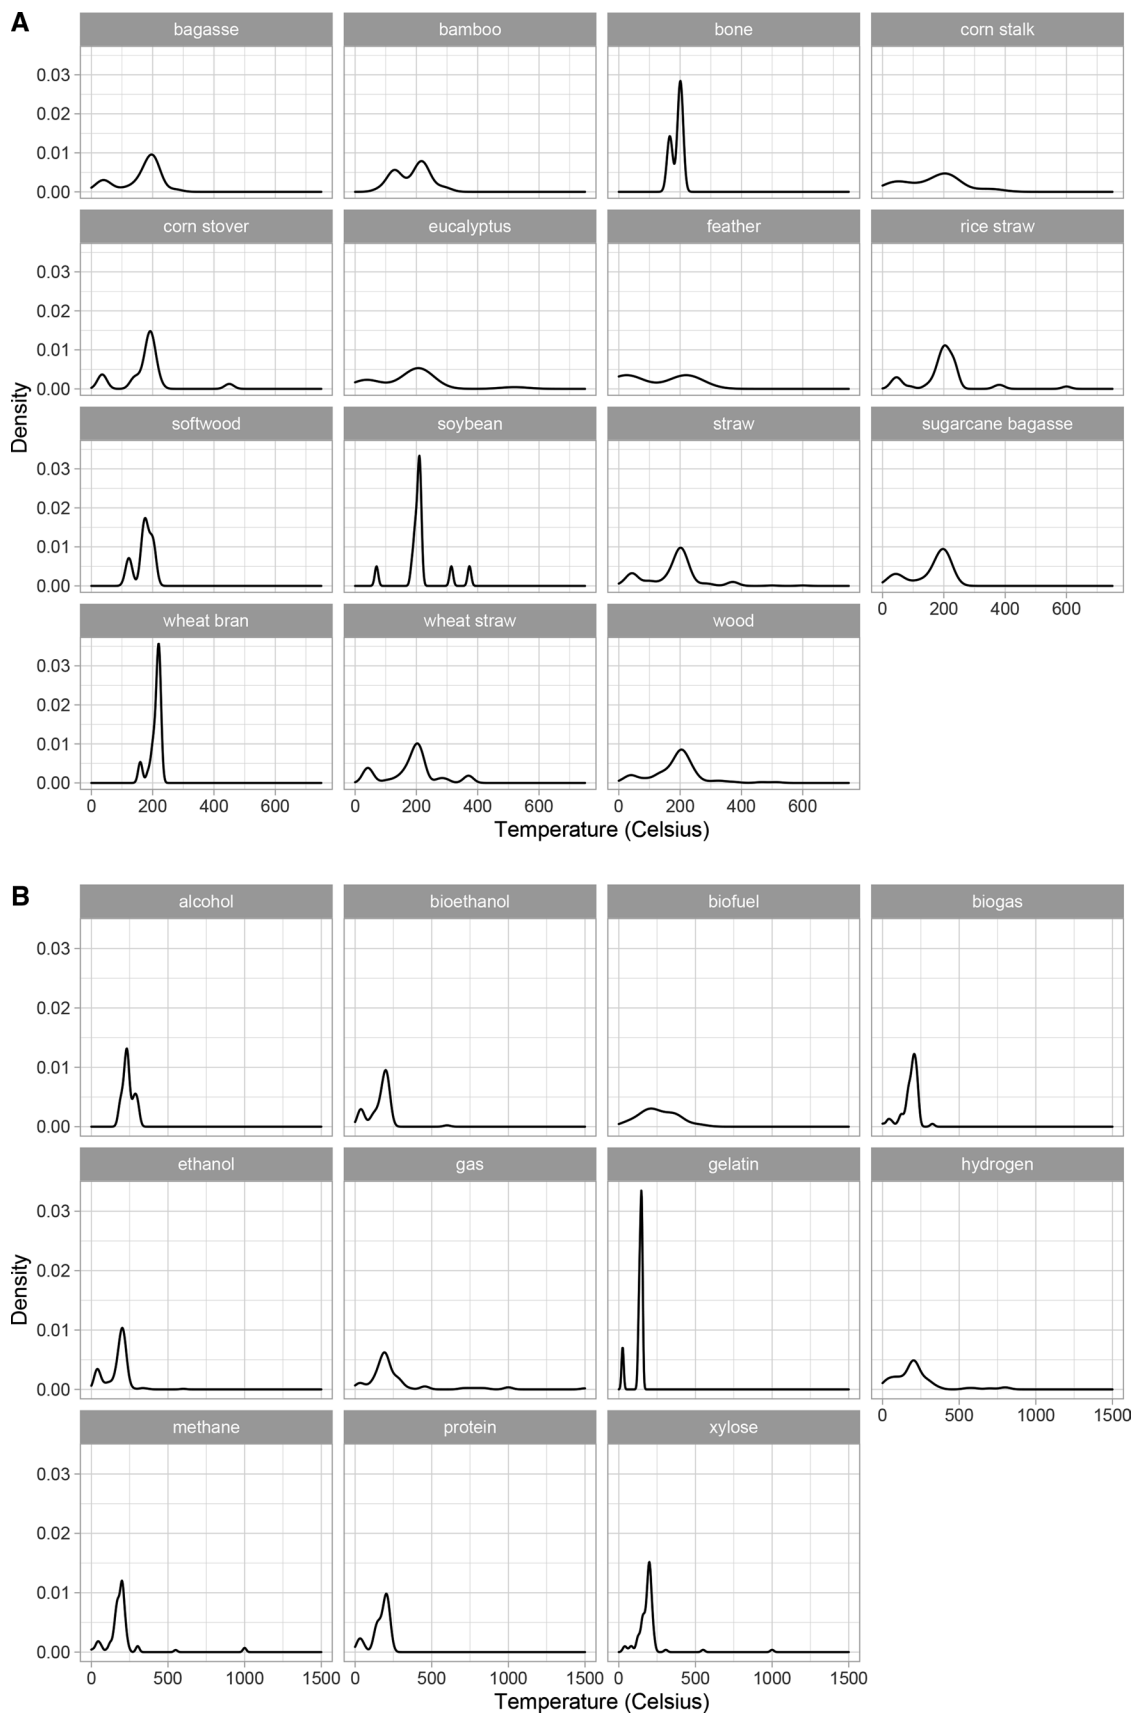 A
bagasse bamboo bone corn stalk
0.03
0.02
0.01
0.00
corn stover eucalyptus feather rice straw
0.03
0.02
0.01
0.00
Density
softwood soybean straw sugarcane bagasse
0.03
0.02
0.01
0.00
0 200 400 600
wheat bran wheat straw wood
0.03
0.02
0.01
0.00
0 200 400 600 0 200 400 600 0 200 400 600
Temperature (Celsius)
B
alcohol bioethanol biofuel biogas
0.03
0.02
0.01
0.00
ethanol gas gelatin hydrogen
0.03
0.02
0.01
0.00
Density
0 500 1000 1500
methane protein xylose
0.03
0.02
0.01
0.00
0 500 1000 1500 0 500 1000 1500 0 500 1000 1500
Temperature (Celsius)